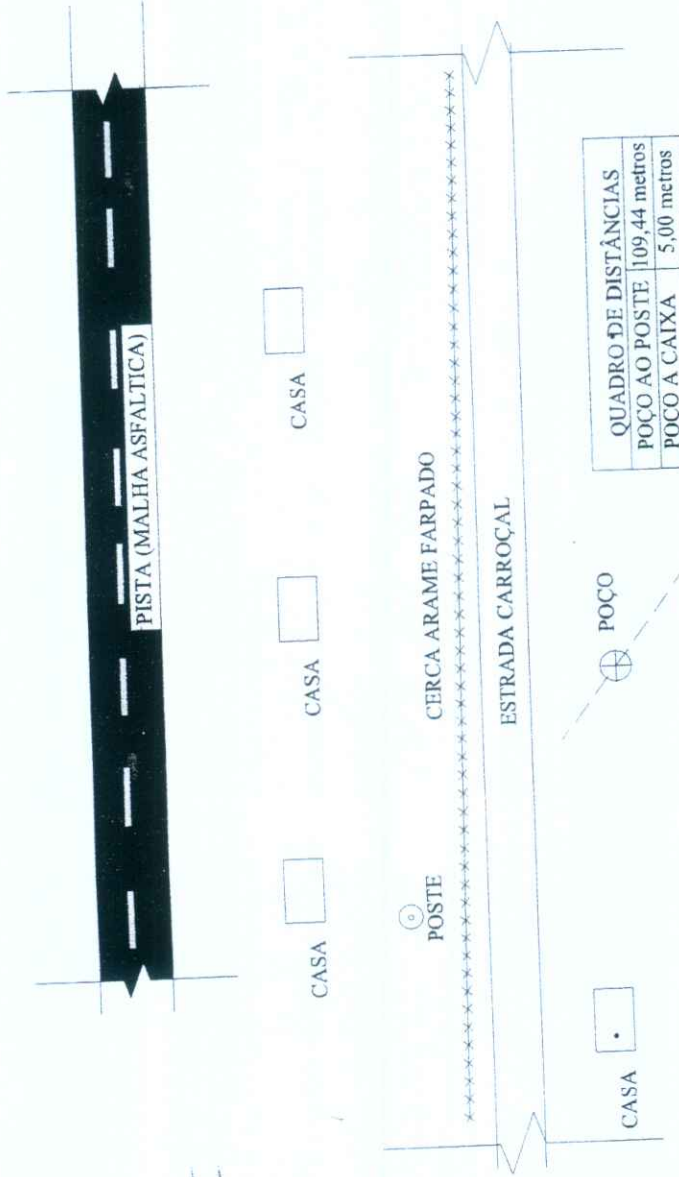 PISTA (MALHA ASFALTICA)
CASA
CASA
CASA
POSTE
CERCA ARAME FARPADO
ESTRADA CARROÇAL
CASA
POÇO
QUADRO DE DISTÂNCIAS
POÇO AO POSTE 109,44 metros
POÇO A CAIXA 5,00 metros